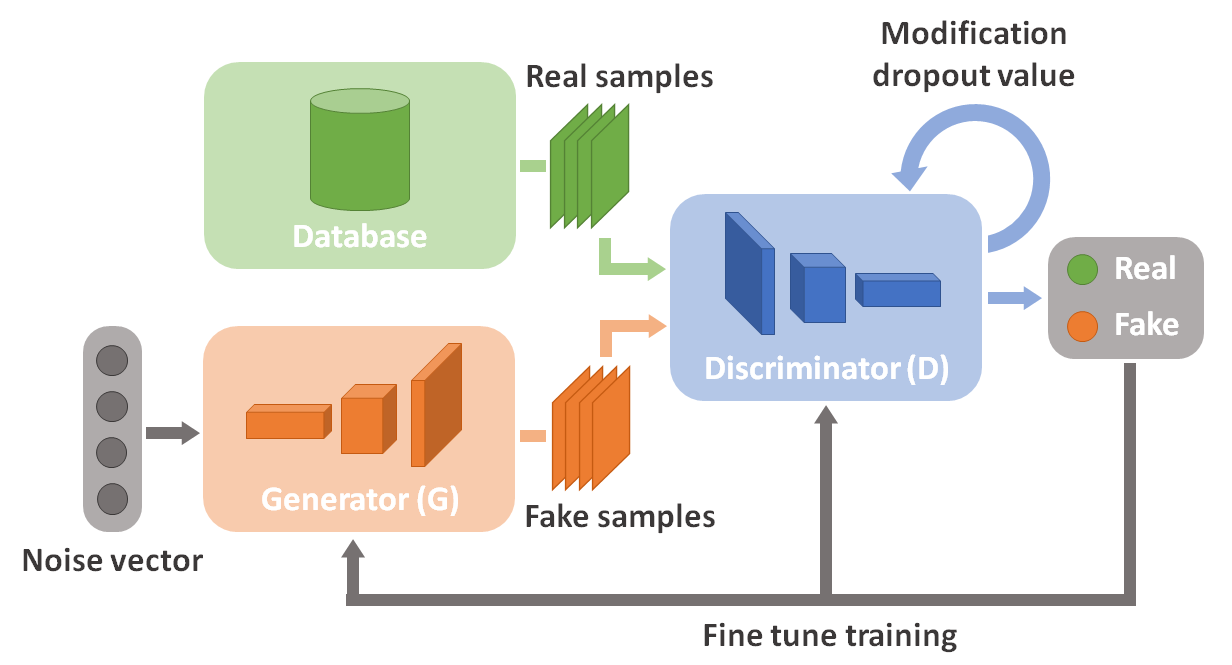 Modification
dropout value
Real samples
Database
Real
Fake
Discriminator (D)
Generator (G)
Fake samples
Noise vector
Fine tune training